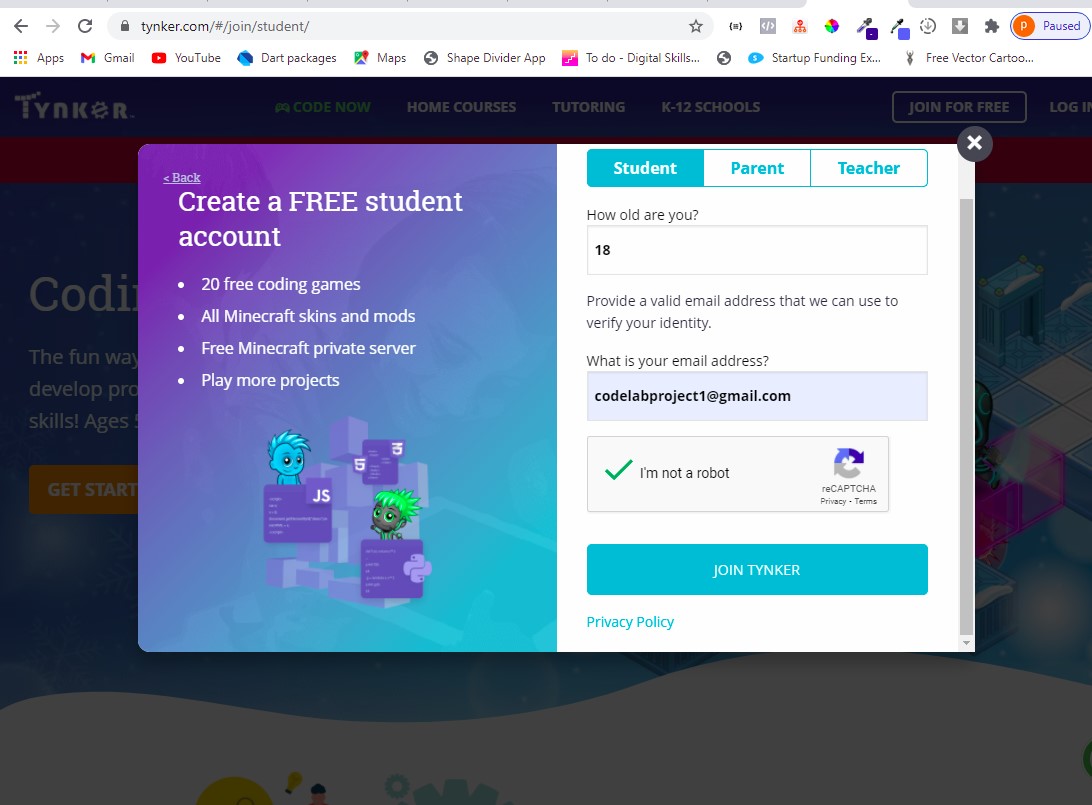 tynker.com/#/join/student/
Paused
Apps
Gmail
YouTube
Dart packages
Maps
Shape Divider App
To do - Digital Skills...
Startup Funding Ex...
Free Vector Cartoo...
TYNKER
CODE NOW
HOME COURSES
TUTORING
K-12 SCHOOLS
JOIN FOR FREE
LOG IN
< Back
Create a FREE student
account
• 20 free coding games
• All Minecraft skins and mods
• Free Minecraft private server
• Play more projects
JS
Student
Parent
Teacher
How old are you?
18
Provide a valid email address that we can use to
verify your identity.
What is your email address?
codelabproject1@gmail.com
I'm not a robot
reCAPTCHA
Privacy - Terms
JOIN TYNKER
Privacy Policy
Codi
The fun way
develop pro
skills! Ages 5
GET START